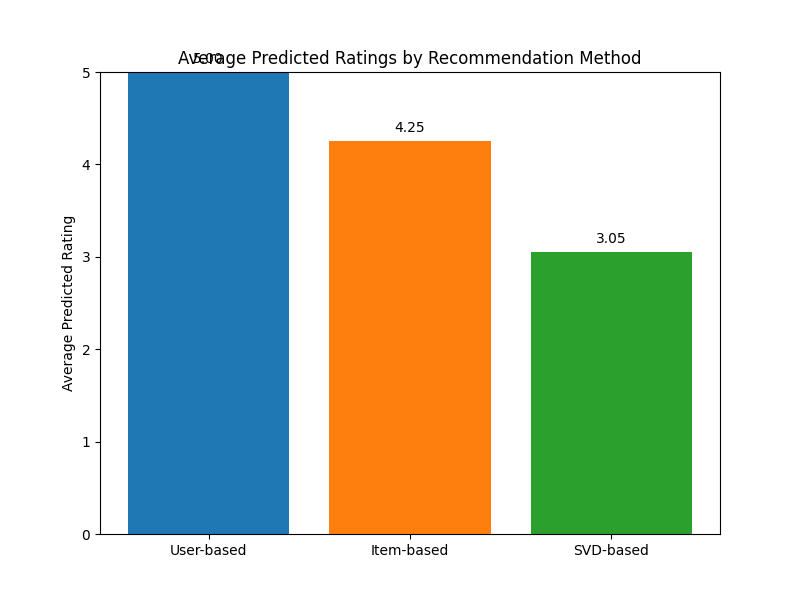 Average Predicted Ratings by Recommendation Method
5.00
4.25
3.05
5
4
3
2
1
0
Average Predicted Rating
User-based
Item-based
SVD-based